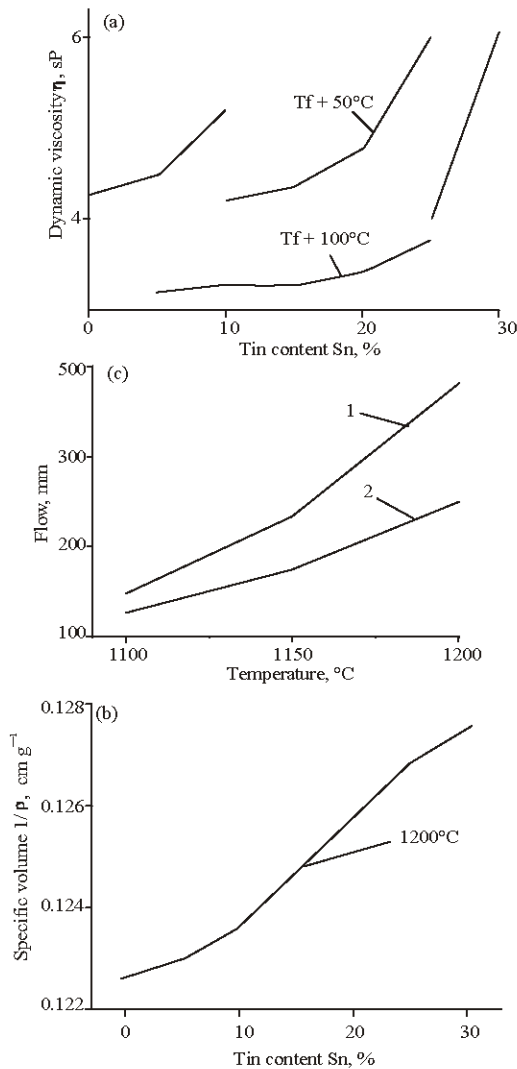 (a)
Dynamic viscosity η, sP
6
4
Tf + 50°C
Tf + 100°C
0
10
20
30
Tin content Sn, %
(c)
Flow, mm
500
300
200
100
1
2
1100
1150
1200
Temperature, °C
(b)
Specific volume 1/ρ, cm g⁻¹
0.128
0.126
0.124
0.122
1200°C
0
10
20
30
Tin content Sn, %